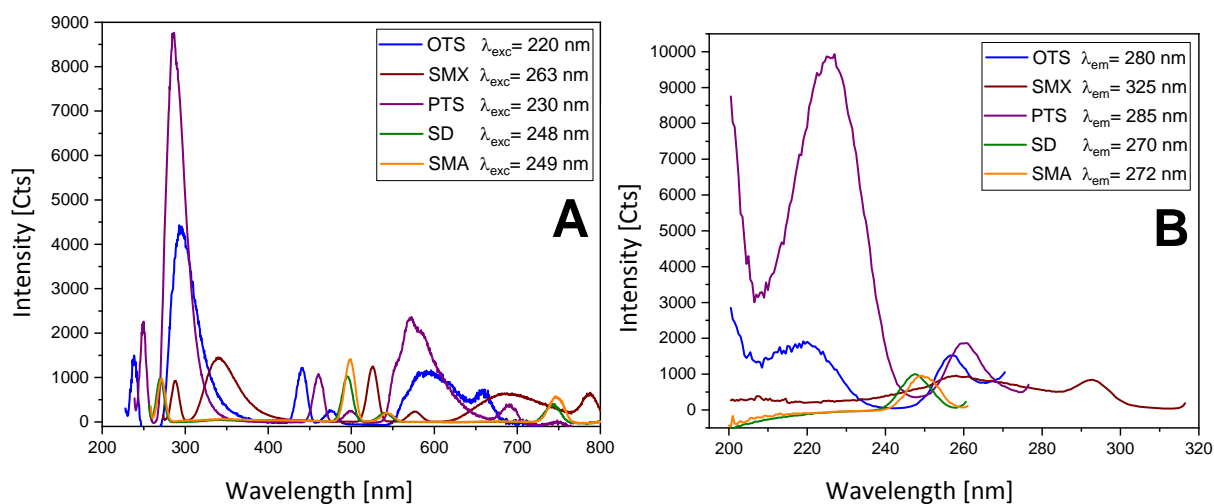 9000
8000
7000
6000
5000
4000
3000
2000
1000
0
Intensity [Cts]
OTS λexc= 220 nm
SMX λexc= 263 nm
PTS λexc= 230 nm
SD λexc= 248 nm
SMA λexc= 249 nm
A
200 300 400 500 600 700 800
Wavelength [nm]
10000
9000
8000
7000
6000
5000
4000
3000
2000
1000
0
Intensity [Cts]
OTS λem= 280 nm
SMX λem= 325 nm
PTS λem= 285 nm
SD λem= 270 nm
SMA λem= 272 nm
B
200 220 240 260 280 300 320
Wavelength [nm]